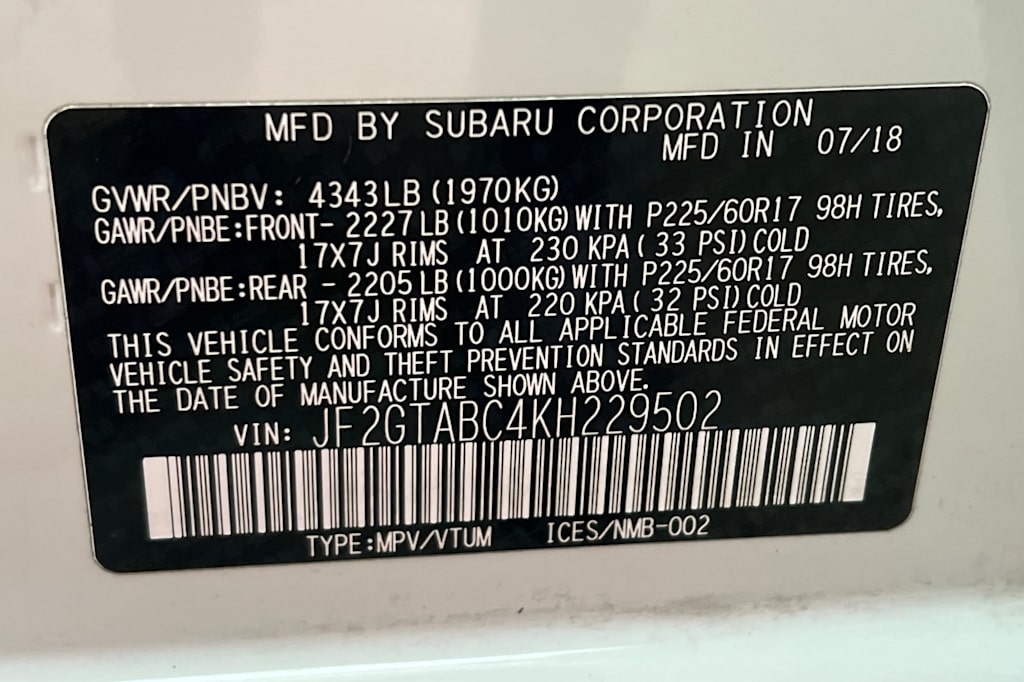 MFD BY SUBARU CORPORATION
MFD IN 07/18
GVWR/PNBV: 4343LB (1970KG)
GAWR/PNBE:FRONT- 2227 LB (1010KG) WITH P225/60R17 98H TIRES,
17X7J RIMS AT 230 KPA ( 33 PSI) COLD
GAWR/PNBE:REAR - 2205 LB (1000KG) WITH P225/60R17 98H TIRES,
17X7J RIMS AT 220 KPA ( 32 PSI) COLD
THIS VEHICLE CONFORMS TO ALL APPLICABLE FEDERAL MOTOR
VEHICLE SAFETY AND THEFT PREVENTION STANDARDS IN EFFECT ON
THE DATE OF MANUFACTURE SHOWN ABOVE.
VIN: JF2GTABC4KH229502
TYPE:MPV/VTUM ICES/NMB-002